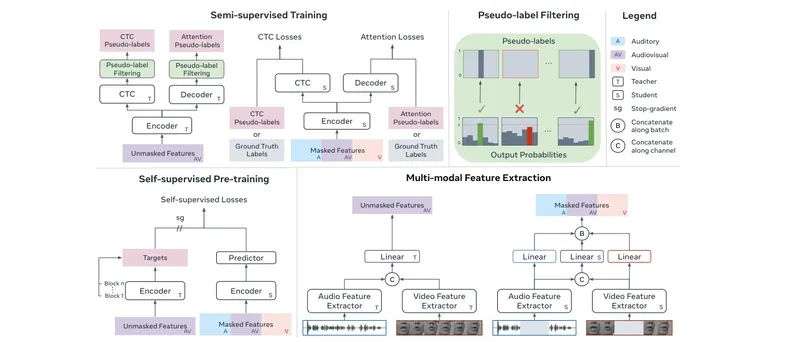 Semi-supervised Training
CTC
Pseudo-labels
Attention
Pseudo-labels
Pseudo-label
Filtering
Pseudo-label
Filtering
CTC
T
Decoder
T
Encoder
T
Unmasked Features
AV
CTC Losses
Attention Losses
CTC
S
Decoder
S
CTC
Pseudo-labels
or
Ground Truth
Labels
Encoder
S
Masked Features
A
AV
V
Attention
Pseudo-labels
or
Ground Truth
Labels
Pseudo-label Filtering
Pseudo-labels
1
0
...
1
0
...
Output Probabilities
Legend
A Auditory
AV Audiovisual
V Visual
T Teacher
S Student
sg Stop-gradient
B Concatenate
along batch
C Concatenate
along channel
Self-supervised Pre-training
Self-supervised Losses
sg
//
Targets
Predictor
Block n
Block 1
Encoder
T
Encoder
S
Unmasked Features
AV
Masked Features
A
AV
V
Multi-modal Feature Extraction
Unmasked Features
AV
Linear
T
C
Audio Feature
Extractor
T
Video Feature
Extractor
T
Masked Features
A
AV
V
B
Linear
Linear
S
Linear
C
Audio Feature
Extractor
S
Video Feature
Extractor
S